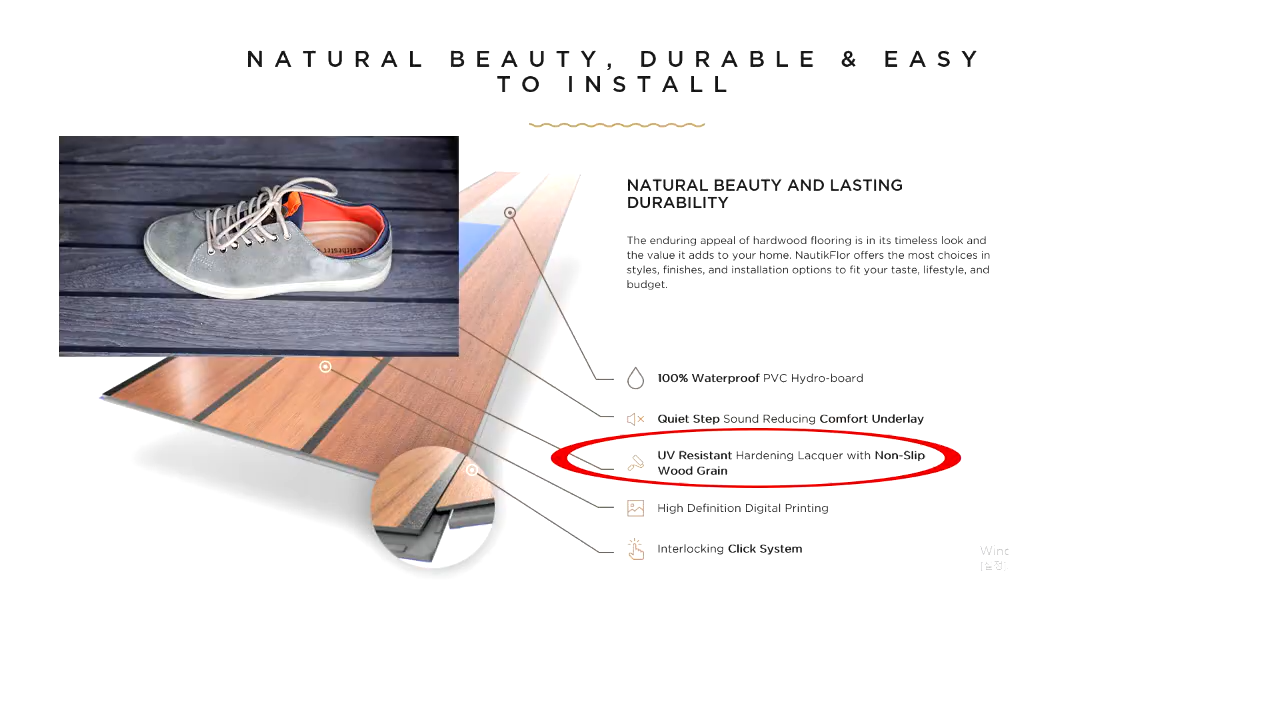 NATURAL BEAUTY, DURABLE & EASY
TO INSTALL
NATURAL BEAUTY AND LASTING
DURABILITY
The enduring appeal of hardwood flooring is in its timeless look and
the value it adds to your home. NautikFlor offers the most choices in
styles, finishes, and installation options to fit your taste, lifestyle, and
budget.
100% Waterproof PVC Hydro-board
Quiet Step Sound Reducing Comfort Underlay
UV Resistant Hardening Lacquer with Non-Slip
Wood Grain
High Definition Digital Printing
Interlocking Click System